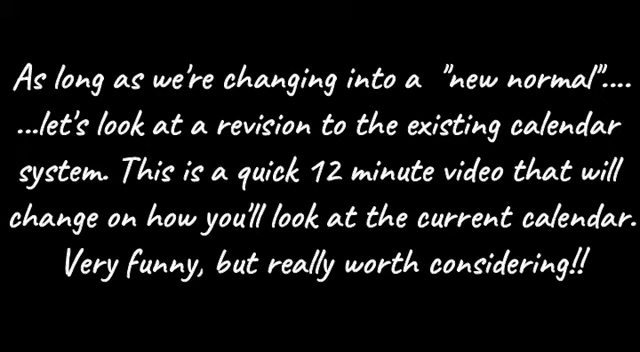 As long as we're changing into a "new normal"....
...let's look at a revision to the existing calendar
system. This is a quick 12 minute video that will
change on how you'll look at the current calendar.
Very funny, but really worth considering!!